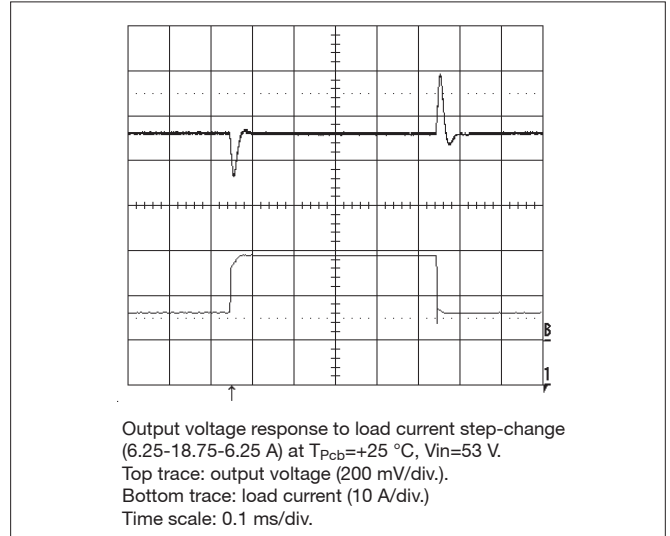 B
1
Output voltage response to load current step-change
(6.25-18.75-6.25 A) at TPcb=+25 °C, Vin=53 V.
Top trace: output voltage (200 mV/div.).
Bottom trace: load current (10 A/div.)
Time scale: 0.1 ms/div.